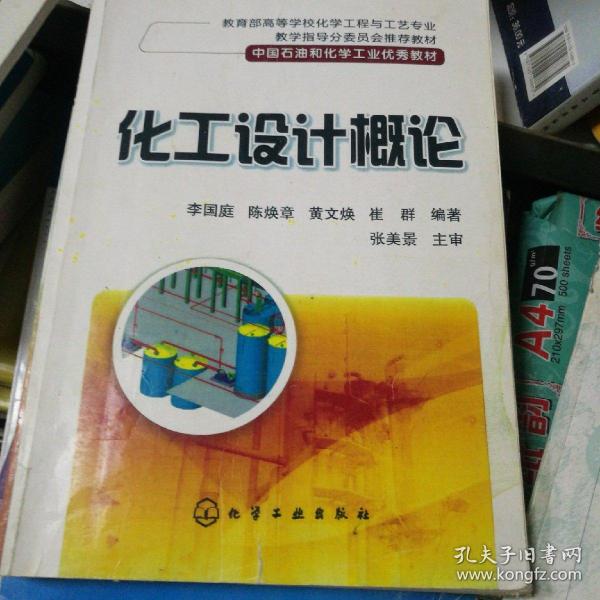 教育部高等学校化学工程与工艺专业
教学指导分委员会推荐教材
中国石油和化学工业优秀教材
化工设计概论
李国庭 陈焕章 黄文焕 崔 群 编著
张美景 主审
化学工业出版社
A4 70
210x297mm 500 sheets
孔夫子旧书网
www.kongfz.com